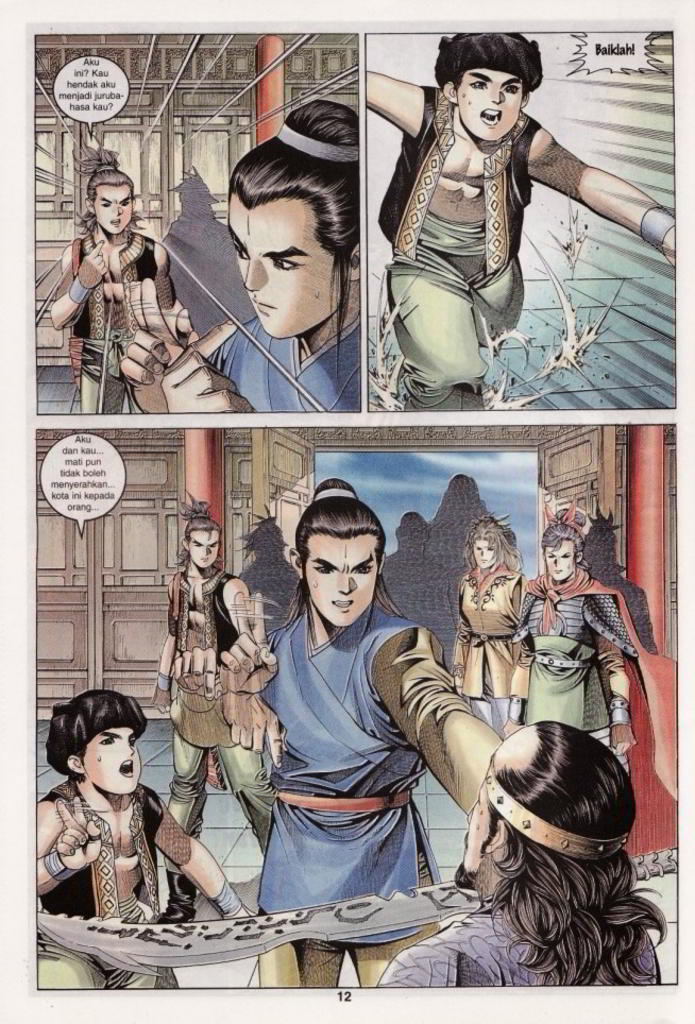 Aku
ini? Kau
hendak aku
menjadi juruba-
hasa kau?
Baiklah!
Aku
dan kau...
mati pun
tidak boleh
menyerahkan...
kota ini kepada
orang...
12